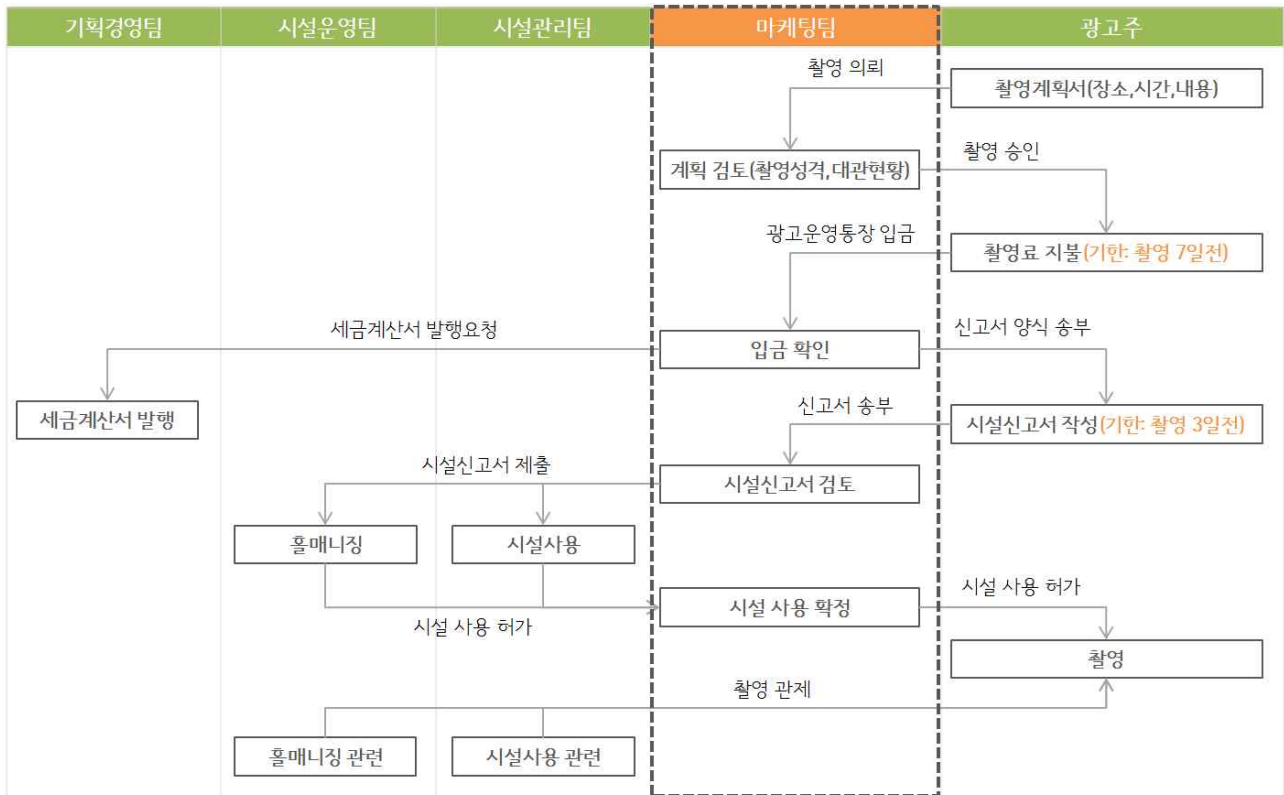 기획경영팀
시설운영팀
시설관리팀
마케팅팀
광고주
촬영 의뢰
촬영계획서(장소,시간,내용)
계획 검토(촬영성격,대관현황)
촬영 승인
광고운영통장 입금
촬영료 지불(기한: 촬영 7일전)
세금계산서 발행요청
입금 확인
신고서 양식 송부
세금계산서 발행
신고서 송부
시설신고서 작성(기한: 촬영 3일전)
시설신고서 제출
시설신고서 검토
홀매니징
시설사용
시설 사용 허가
시설 사용 확정
시설 사용 허가
촬영
촬영 관제
홀매니징 관련
시설사용 관련